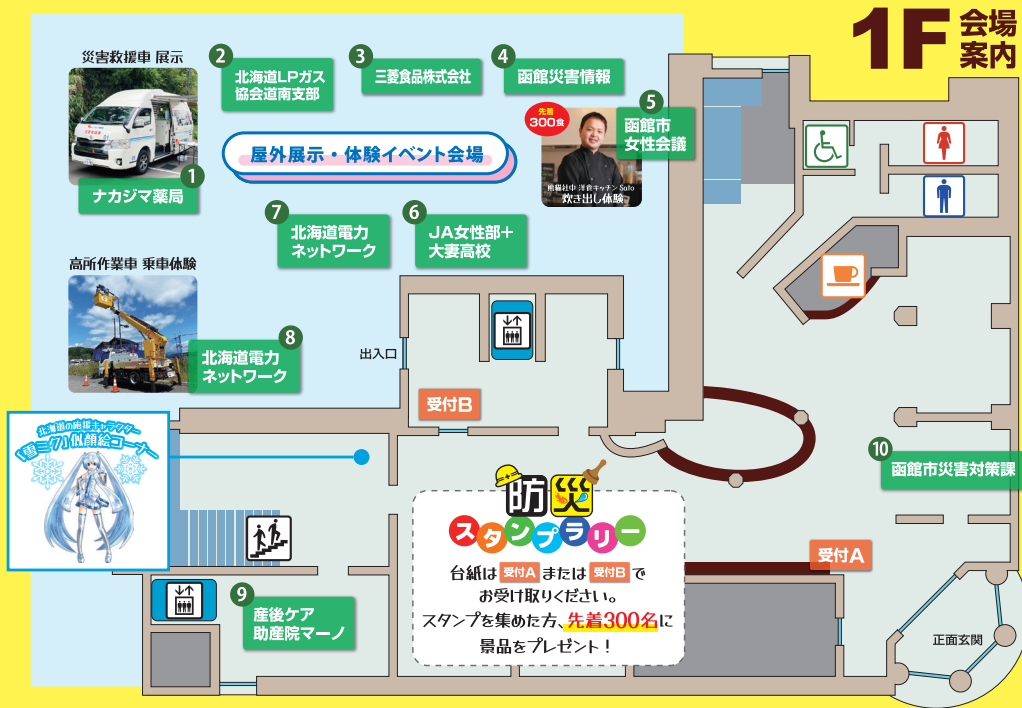 1F 会場
案内
災害救援車 展示
1
ナカジマ薬局
2
北海道LPガス
協会道南支部
3
三菱食品株式会社
4
函館災害情報
5
函館市
女性会議
先着
300食
熊猫社中 洋食キッチン Sato
炊き出し体験
屋外展示・体験イベント会場
7
北海道電力
ネットワーク
6
JA女性部＋
大妻高校
高所作業車 乗車体験
8
北海道電力
ネットワーク
出入口
受付B
北海道の応援キャラクター
「雪ミク」似顔絵コーナー
10
函館市災害対策課
防災
スタンプラリー
台紙は 受付A または 受付B で
お受け取りください。
スタンプを集めた方、先着300名に
景品をプレゼント！
受付A
9
産後ケア
助産院マーノ
正面玄関